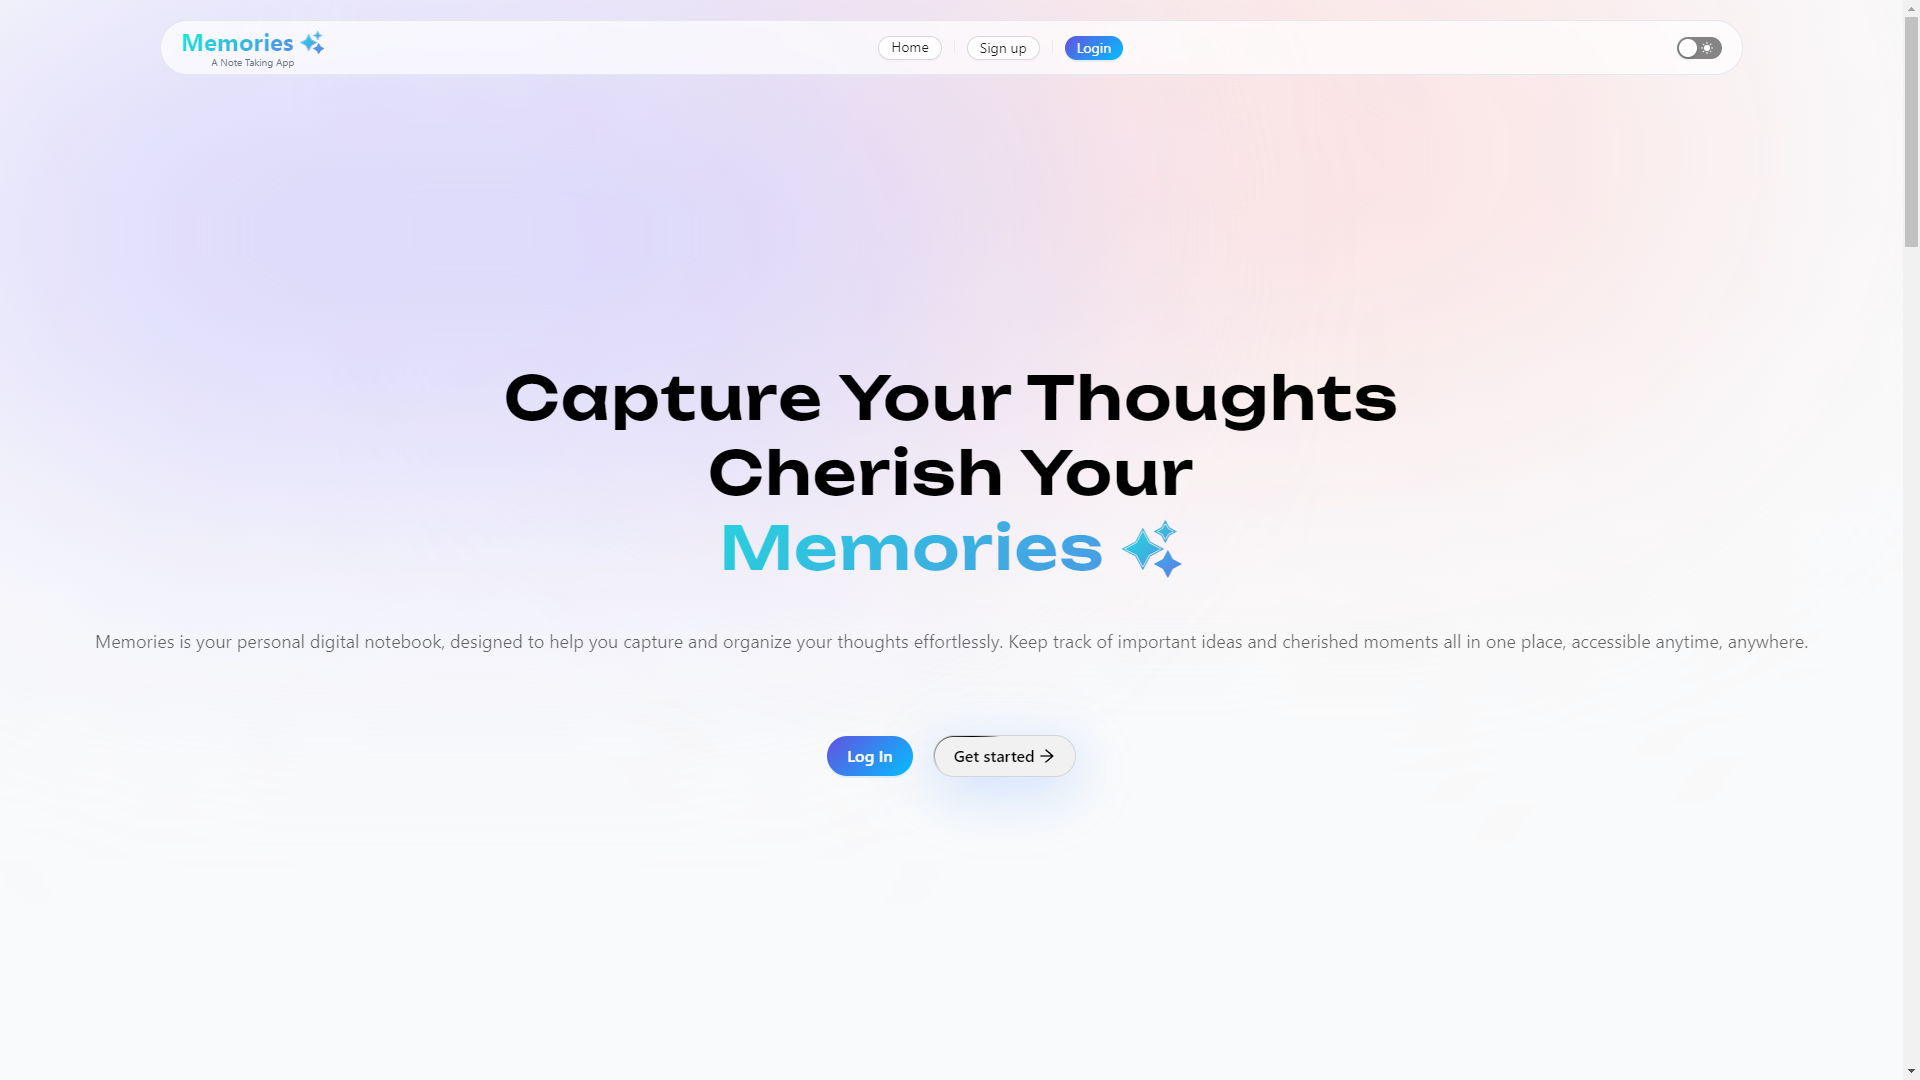 Memories
A Note Taking App
Home
Sign up
Login
Capture Your Thoughts
Cherish Your
Memories
Memories is your personal digital notebook, designed to help you capture and organize your thoughts effortlessly. Keep track of important ideas and cherished moments all in one place, accessible anytime, anywhere.
Log In
Get started